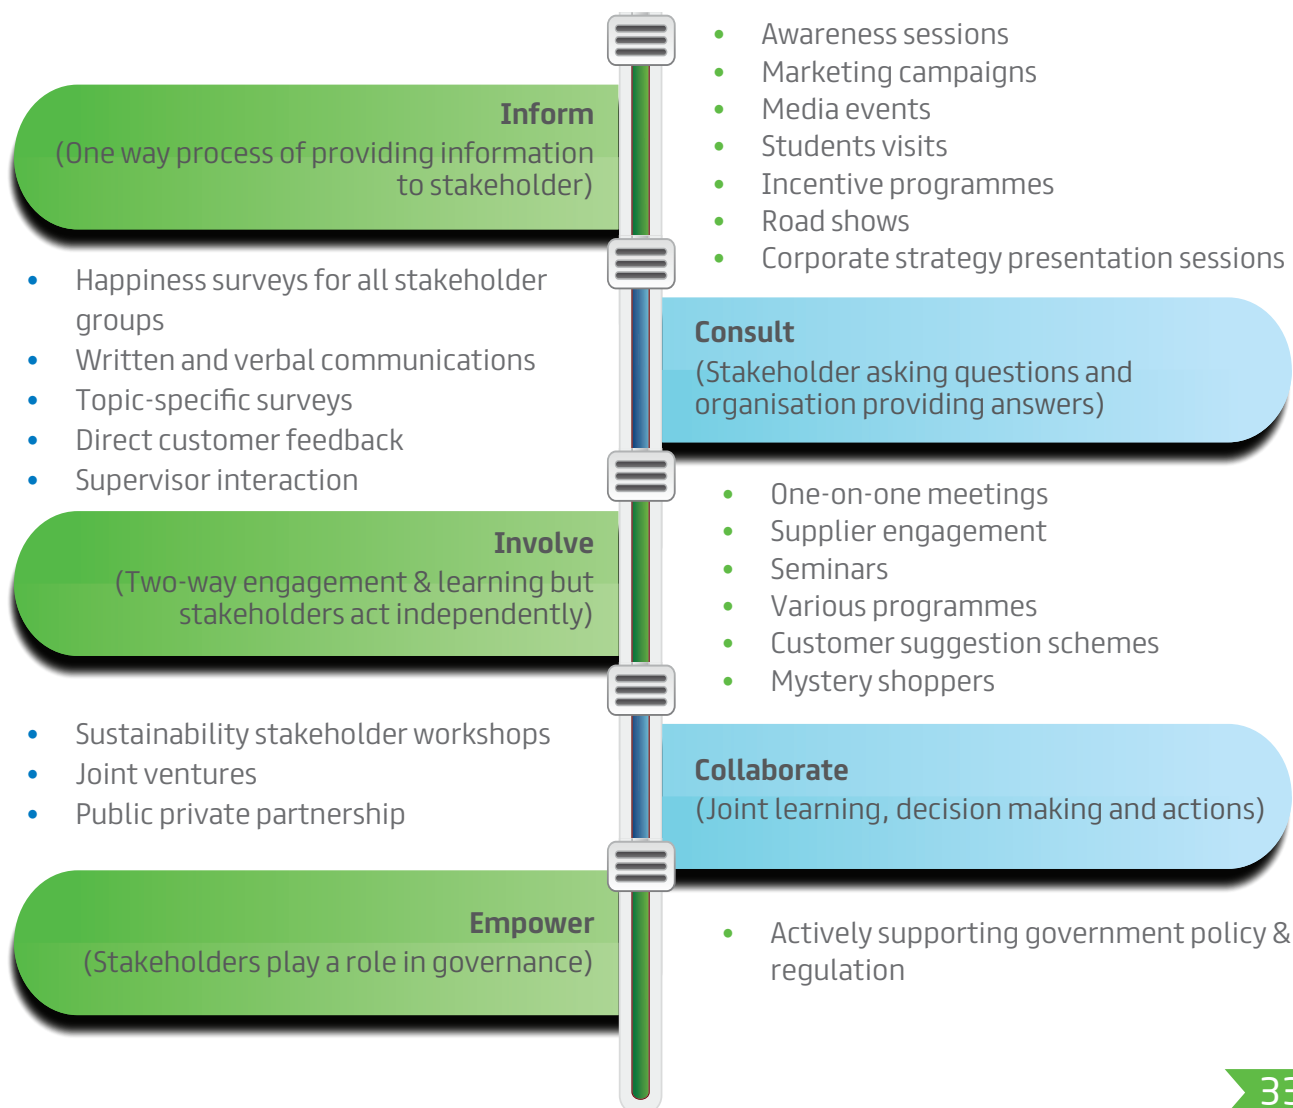 Inform
(One way process of providing information
to stakeholder)
• Awareness sessions
• Marketing campaigns
• Media events
• Students visits
• Incentive programmes
• Road shows
• Corporate strategy presentation sessions
Consult
(Stakeholder asking questions and
organisation providing answers)
• Happiness surveys for all stakeholder
groups
• Written and verbal communications
• Topic-specific surveys
• Direct customer feedback
• Supervisor interaction
Involve
(Two-way engagement & learning but
stakeholders act independently)
• One-on-one meetings
• Supplier engagement
• Seminars
• Various programmes
• Customer suggestion schemes
• Mystery shoppers
Collaborate
(Joint learning, decision making and actions)
• Sustainability stakeholder workshops
• Joint ventures
• Public private partnership
Empower
(Stakeholders play a role in governance)
• Actively supporting government policy &
regulation
33